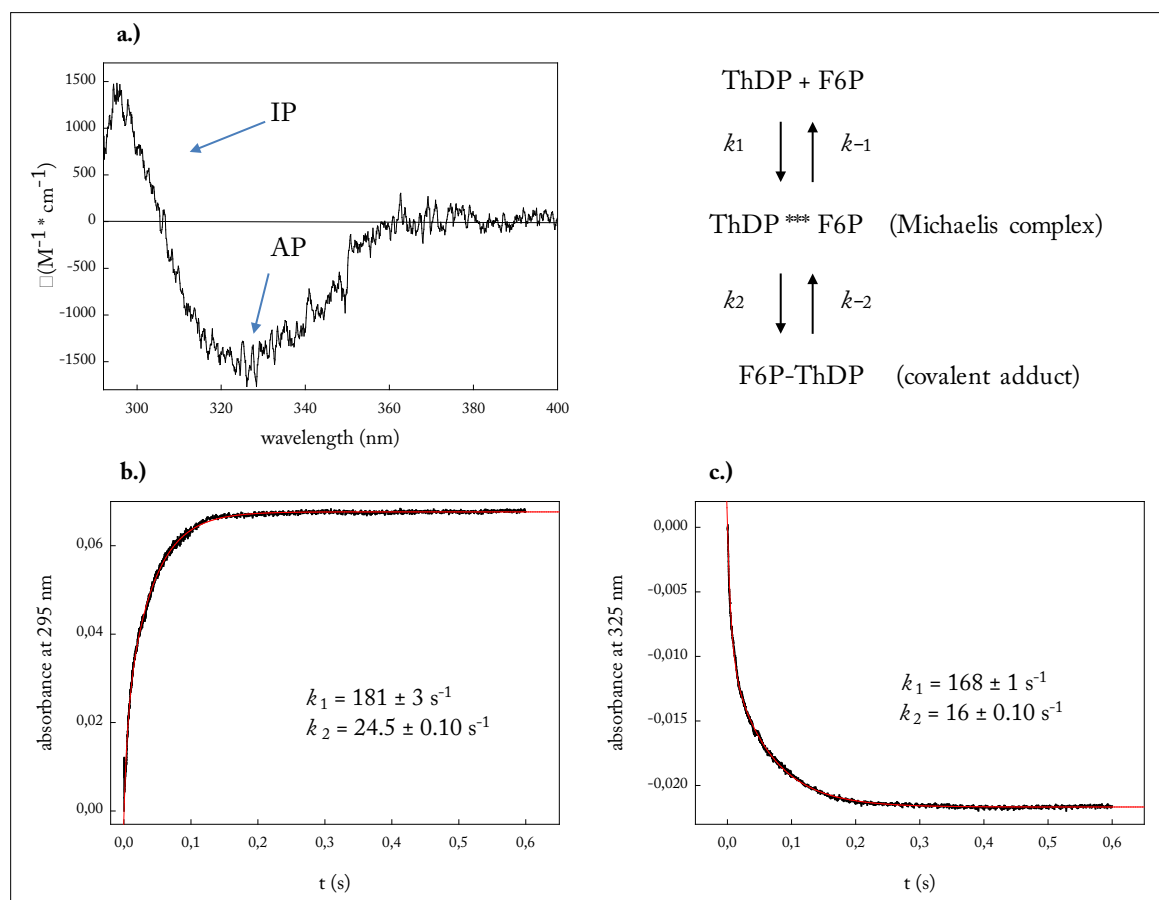 a.)
1500
1000
500
0
-500
-1000
-1500
□(M⁻¹ * cm⁻¹)
IP
AP
300 320 340 360 380 400
wavelength (nm)
ThDP + F6P
k1 k-1
ThDP *** F6P (Michaelis complex)
k2 k-2
F6P-ThDP (covalent adduct)
b.)
0,06
0,04
0,02
0,00
absorbance at 295 nm
k 1 = 181 ± 3 s⁻¹
k 2 = 24.5 ± 0.10 s⁻¹
0,0 0,1 0,2 0,3 0,4 0,5 0,6
t (s)
c.)
0,000
-0,005
-0,010
-0,015
-0,020
absorbance at 325 nm
k 1 = 168 ± 1 s⁻¹
k 2 = 16 ± 0.10 s⁻¹
0,0 0,1 0,2 0,3 0,4 0,5 0,6
t (s)